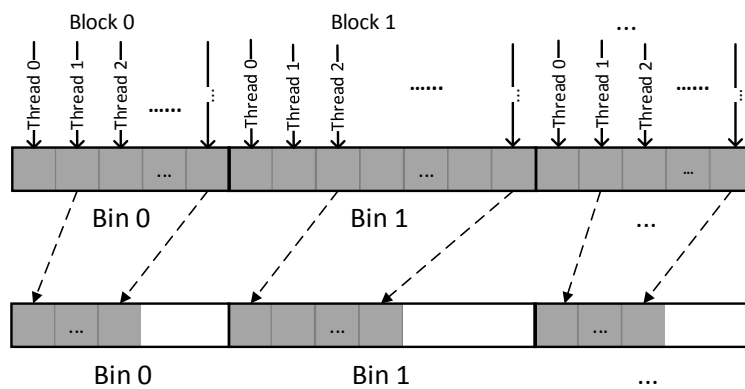 Block 0 Block 1 ...
Thread 0 Thread 1 Thread 2 ...... ... Thread 0 Thread 1 Thread 2 ...... ... Thread 0 Thread 1 Thread 2 ...... ...
... ... ...
Bin 0 Bin 1 ...
... ... ...
Bin 0 Bin 1 ...